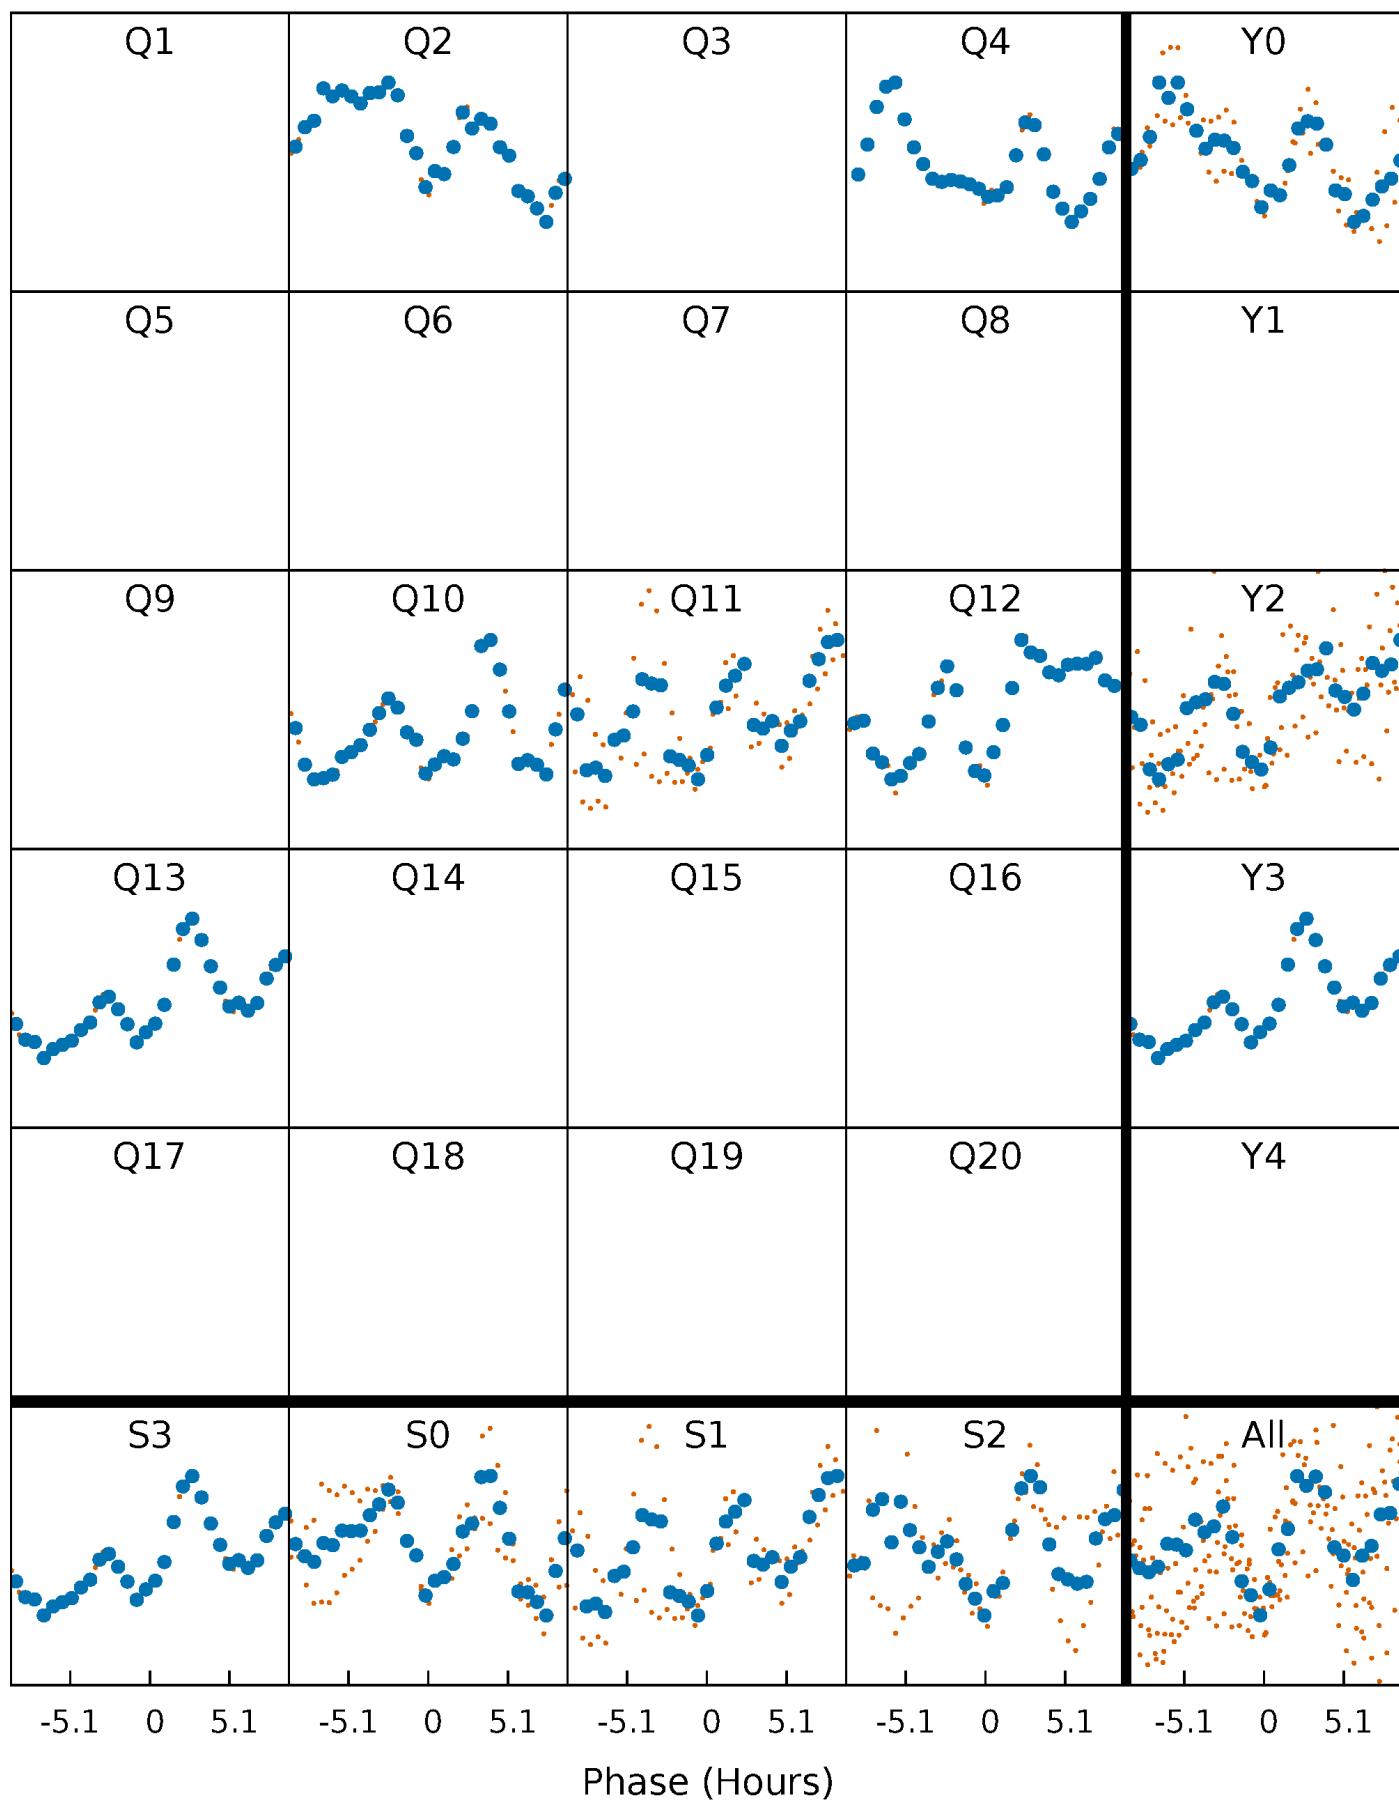 Q1 Q2 Q3 Q4 Y0
Q5 Q6 Q7 Q8 Y1
Q9 Q10 Q11 Q12 Y2
Q13 Q14 Q15 Q16 Y3
Q17 Q18 Q19 Q20 Y4
S3 S0 S1 S2 All
-5.1 0 5.1 -5.1 0 5.1 -5.1 0 5.1 -5.1 0 5.1 -5.1 0 5.1
Phase (Hours)